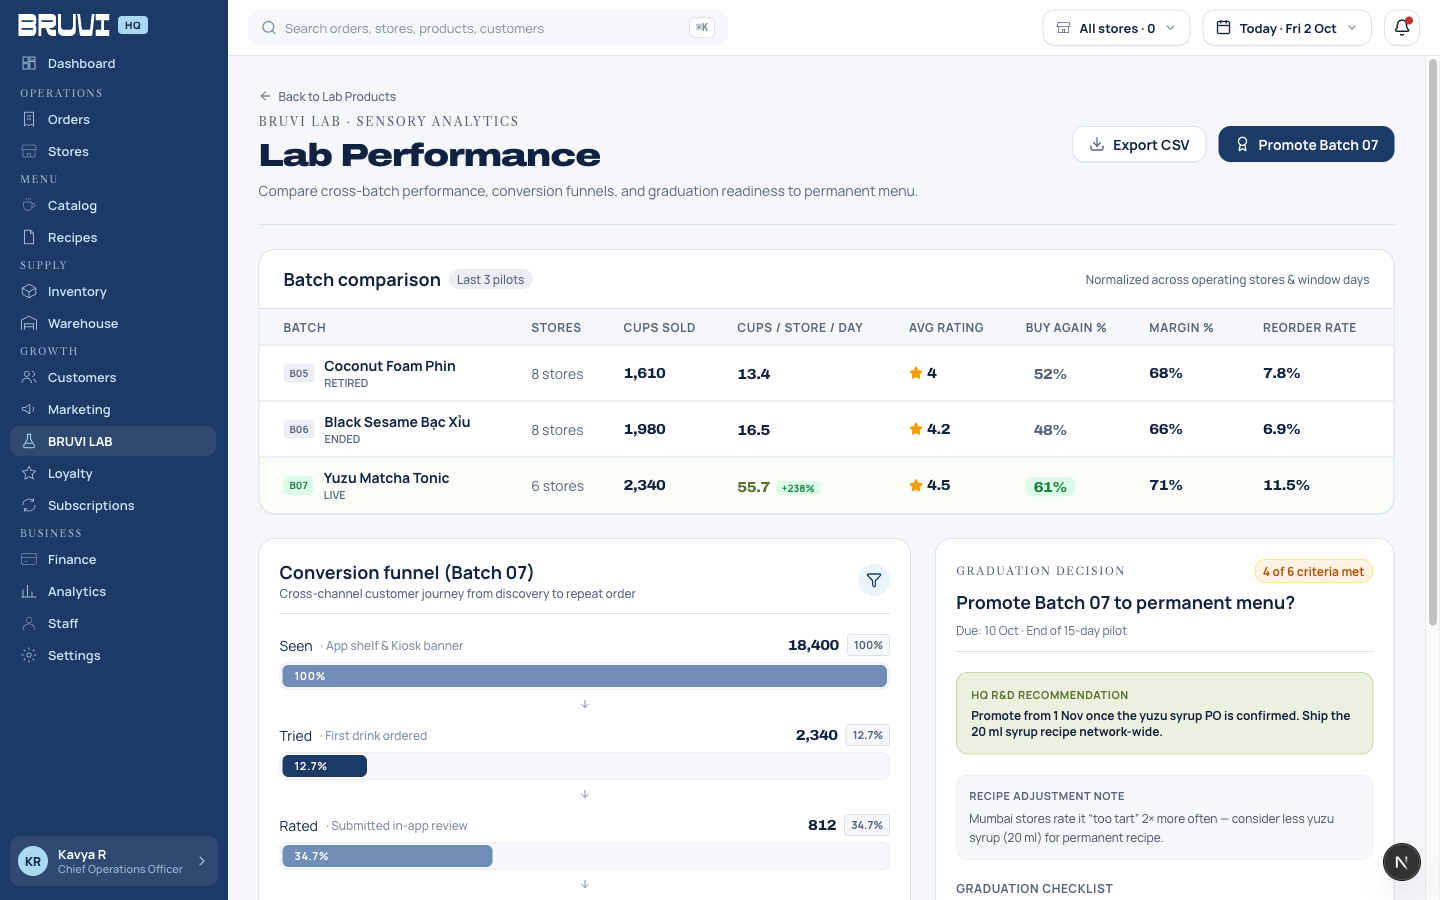 BRUVI HQ
Dashboard
OPERATIONS
Orders
Stores
MENU
Catalog
Recipes
SUPPLY
Inventory
Warehouse
GROWTH
Customers
Marketing
BRUVI LAB
Loyalty
Subscriptions
BUSINESS
Finance
Analytics
Staff
Settings
KR
Kavya R
Chief Operations Officer
Search orders, stores, products, customers
⌘K
All stores · 0
Today · Fri 2 Oct
Back to Lab Products
BRUVI LAB · SENSORY ANALYTICS
Lab Performance
Compare cross-batch performance, conversion funnels, and graduation readiness to permanent menu.
Export CSV
Promote Batch 07
Batch comparison
Last 3 pilots
Normalized across operating stores & window days
BATCH STORES CUPS SOLD CUPS / STORE / DAY AVG RATING BUY AGAIN % MARGIN % REORDER RATE
B05 Coconut Foam Phin 8 stores 1,610 13.4 4 52% 68% 7.8%
RETIRED
B06 Black Sesame Bạc Xỉu 8 stores 1,980 16.5 4.2 48% 66% 6.9%
ENDED
B07 Yuzu Matcha Tonic 6 stores 2,340 55.7 +238% 4.5 61% 71% 11.5%
LIVE
Conversion funnel (Batch 07)
Cross-channel customer journey from discovery to repeat order
Seen · App shelf & Kiosk banner 18,400 100%
100%
Tried · First drink ordered 2,340 12.7%
12.7%
Rated · Submitted in-app review 812 34.7%
34.7%
GRADUATION DECISION
4 of 6 criteria met
Promote Batch 07 to permanent menu?
Due: 10 Oct · End of 15-day pilot
HQ R&D RECOMMENDATION
Promote from 1 Nov once the yuzu syrup PO is confirmed. Ship the
20 ml syrup recipe network-wide.
RECIPE ADJUSTMENT NOTE
Mumbai stores rate it “too tart” 2× more often — consider less yuzu
syrup (20 ml) for permanent recipe.
GRADUATION CHECKLIST
N